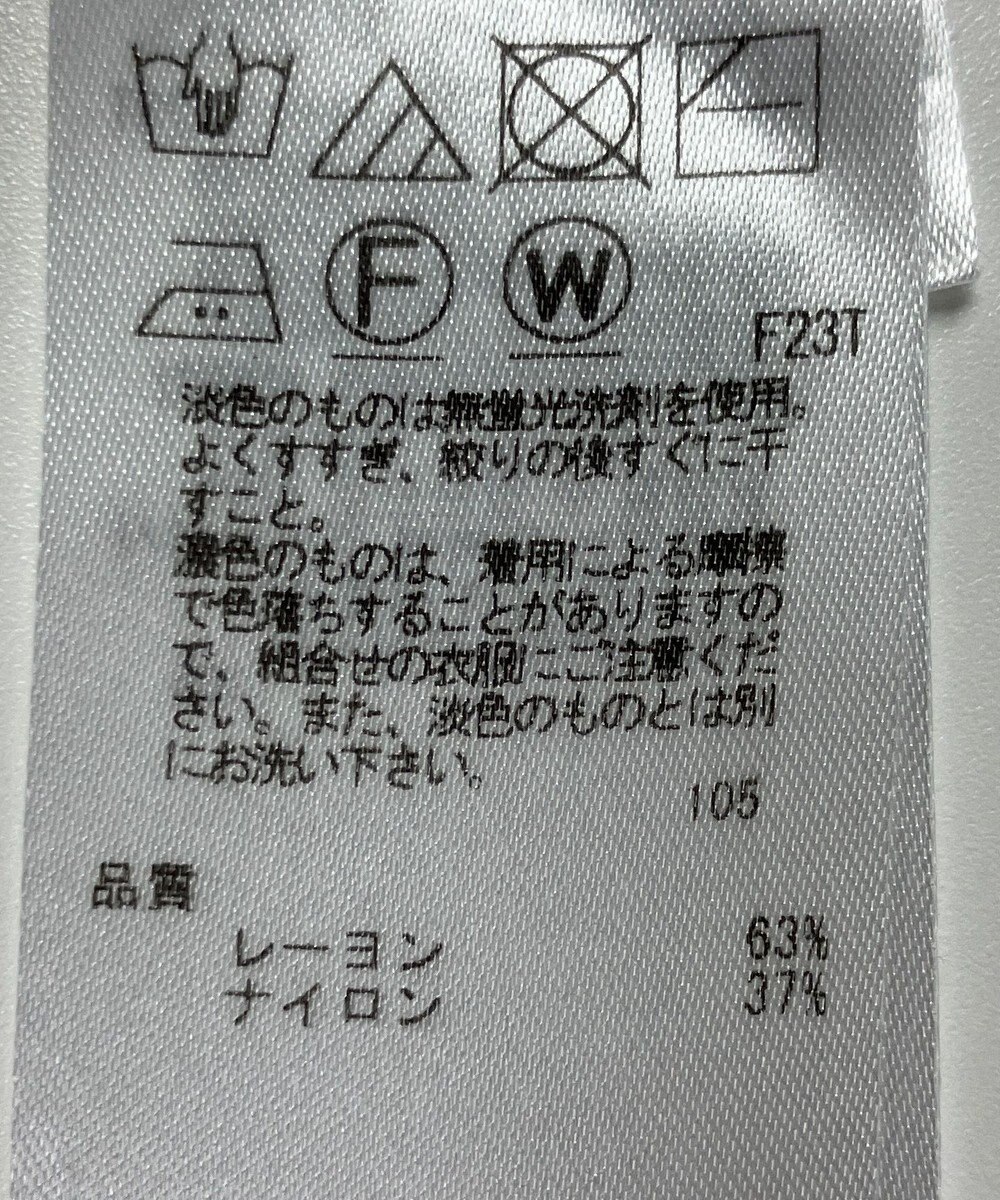 F W
F23T
淡色のものは無蛍光洗剤を使用。
よくすすぎ、絞りの後すぐに干
すこと。
濃色のものは、着用による摩擦
で色落ちすることがありますの
で、組合せの衣服にご注意くだ
さい。また、淡色のものとは別
にお洗い下さい。
105
品質
レーヨン 63%
ナイロン 37%